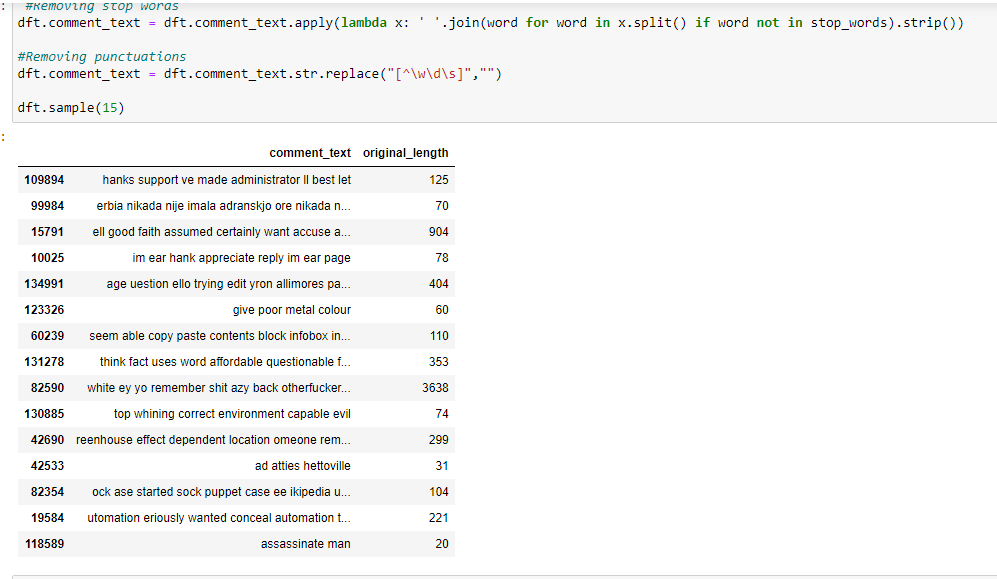 #Removing stop words
dft.comment_text = dft.comment_text.apply(lambda x: ' '.join(word for word in x.split() if word not in stop_words).strip())
#Removing punctuations
dft.comment_text = dft.comment_text.str.replace("[^\w\d\s]","")
dft.sample(15)
comment_text original_length
109894 hanks support ve made administrator ll best let 125
99984 erbia nikada nije imala adranskjo ore nikada n... 70
15791 ell good faith assumed certainly want accuse a... 904
10025 im ear hank appreciate reply im ear page 78
134991 age uestion ello trying edit yron allimores pa... 404
123326 give poor metal colour 60
60239 seem able copy paste contents block infobox in... 110
131278 think fact uses word affordable questionable f... 353
82590 white ey yo remember shit azy back otherfucker... 3638
130885 top whining correct environment capable evil 74
42690 reenhouse effect dependent location omeone rem... 299
42533 ad atties hettoville 31
82354 ock ase started sock puppet case ee ikipedia u... 104
19584 utomation eriously wanted conceal automation t... 221
118589 assassinate man 20